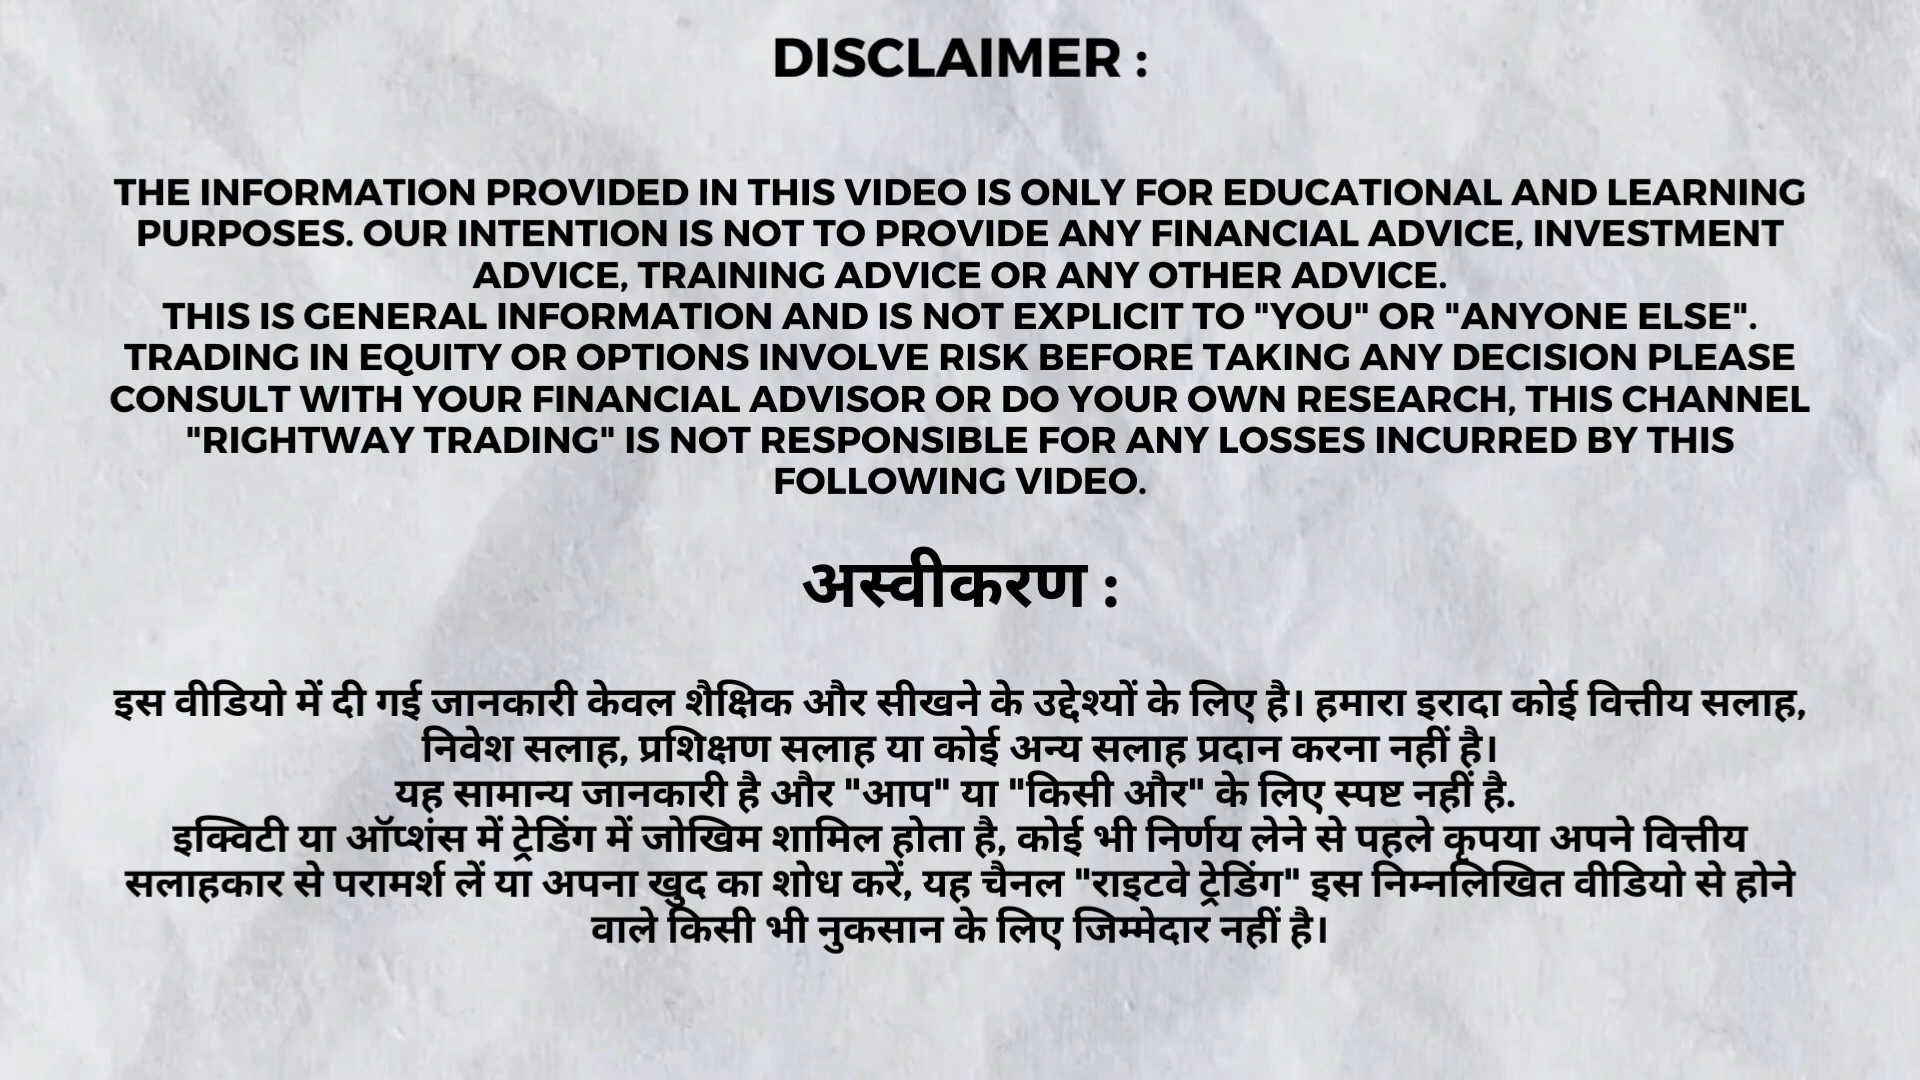 DISCLAIMER :
THE INFORMATION PROVIDED IN THIS VIDEO IS ONLY FOR EDUCATIONAL AND LEARNING
PURPOSES. OUR INTENTION IS NOT TO PROVIDE ANY FINANCIAL ADVICE, INVESTMENT
ADVICE, TRAINING ADVICE OR ANY OTHER ADVICE.
THIS IS GENERAL INFORMATION AND IS NOT EXPLICIT TO "YOU" OR "ANYONE ELSE".
TRADING IN EQUITY OR OPTIONS INVOLVE RISK BEFORE TAKING ANY DECISION PLEASE
CONSULT WITH YOUR FINANCIAL ADVISOR OR DO YOUR OWN RESEARCH, THIS CHANNEL
"RIGHTWAY TRADING" IS NOT RESPONSIBLE FOR ANY LOSSES INCURRED BY THIS
FOLLOWING VIDEO.
अस्वीकरण :
इस वीडियो में दी गई जानकारी केवल शैक्षिक और सीखने के उद्देश्यों के लिए है। हमारा इरादा कोई वित्तीय सलाह,
निवेश सलाह, प्रशिक्षण सलाह या कोई अन्य सलाह प्रदान करना नहीं है।
यह सामान्य जानकारी है और "आप" या "किसी और" के लिए स्पष्ट नहीं है.
इक्विटी या ऑप्शंस में ट्रेडिंग में जोखिम शामिल होता है, कोई भी निर्णय लेने से पहले कृपया अपने वित्तीय
सलाहकार से परामर्श लें या अपना खुद का शोध करें, यह चैनल "राइटवे ट्रेडिंग" इस निम्नलिखित वीडियो से होने
वाले किसी भी नुकसान के लिए जिम्मेदार नहीं है।